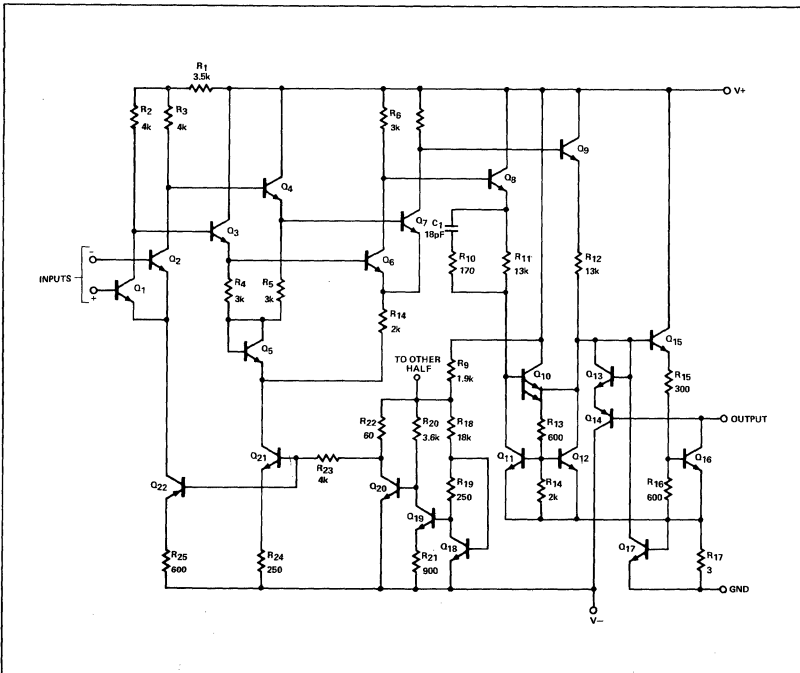 R1
3.5k
V+
R2
4k
R3
4k
R6
3k
Q9
Q8
Q4
Q7
C1
18pF
Q3
INPUTS
-
+
Q2
Q1
Q6
R10
170
R11
13k
R12
13k
R4
3k
R5
3k
R14
2k
Q5
TO OTHER
HALF
R9
1.9k
Q10
Q13
Q15
R15
300
Q14
OUTPUT
R22
60
R20
3.6k
R18
18k
R13
600
Q21
R23
4k
Q20
Q11
Q12
Q16
Q22
Q19
R19
250
R14
2k
R16
600
Q18
Q17
R25
600
R24
250
R21
900
R17
3
GND
V-